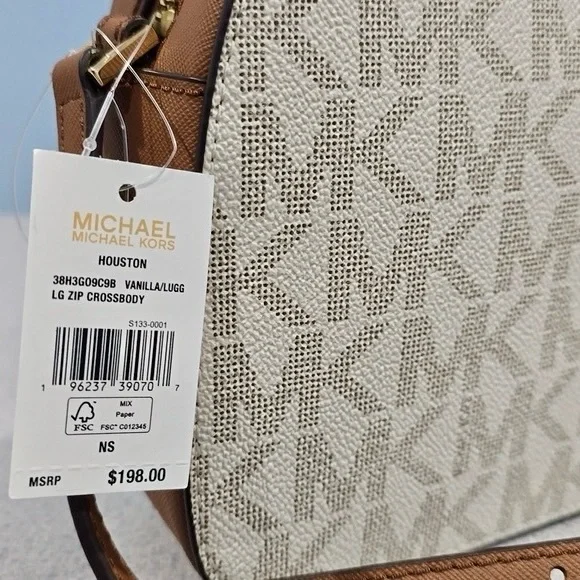 MICHAEL
MICHAEL KORS
HOUSTON
38H3GO9C9B VANILLA/LUGG
LG ZIP CROSSBODY
S133-0001
1 96237 39070 7
FSC
MIX
Paper
FSC® C012345
NS
MSRP $198.00